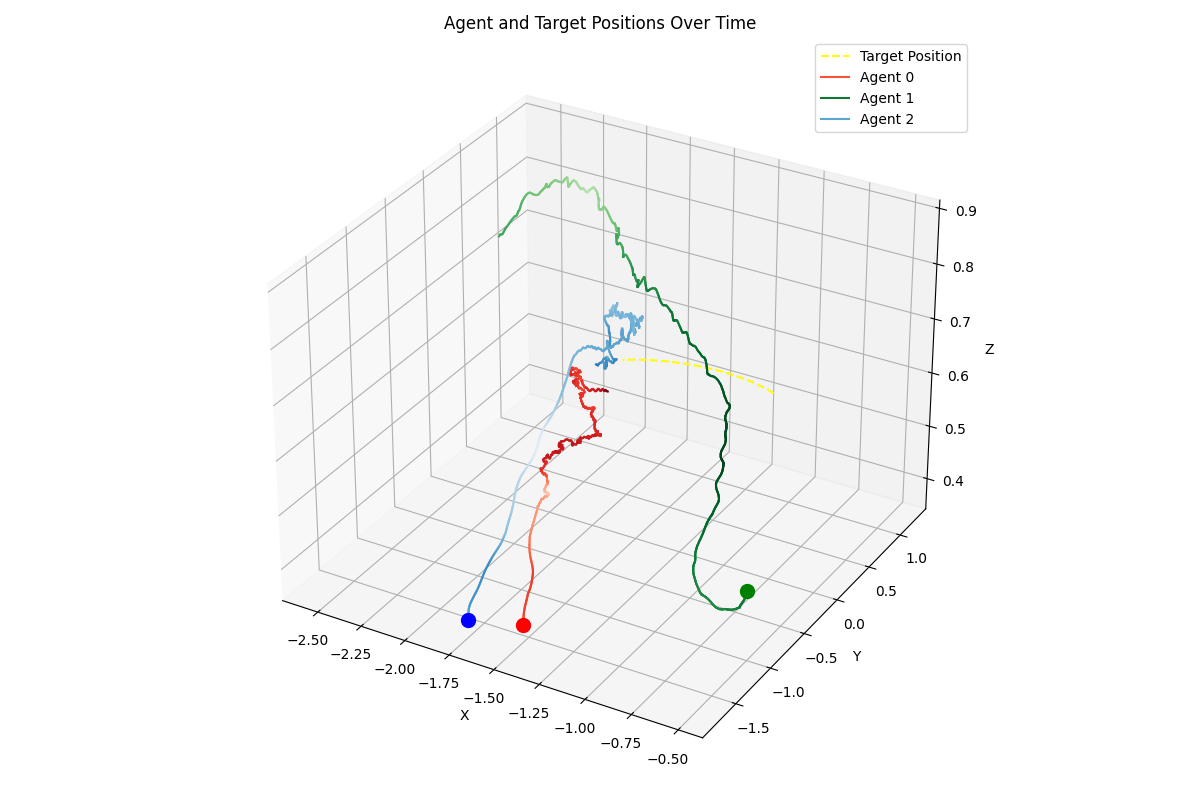 Agent and Target Positions Over Time
Target Position
Agent 0
Agent 1
Agent 2
0.9
0.8
0.7
Z
0.6
0.5
0.4
1.0
0.5
0.0
−0.5
Y
−1.0
−1.5
−2.50
−2.25
−2.00
−1.75
−1.50
X
−1.25
−1.00
−0.75
−0.50